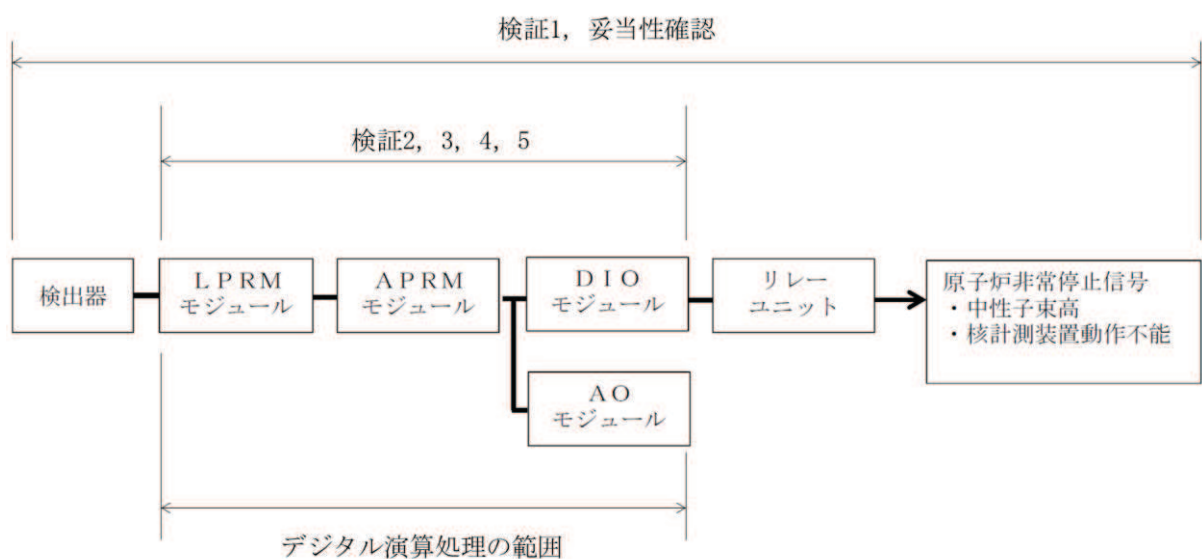 検証1，妥当性確認
検証2，3，4，5
検出器
ＬＰＲＭ
モジュール
ＡＰＲＭ
モジュール
ＤＩＯ
モジュール
リレー
ユニット
原子炉非常停止信号
・中性子束高
・核計測装置動作不能
ＡＯ
モジュール
デジタル演算処理の範囲